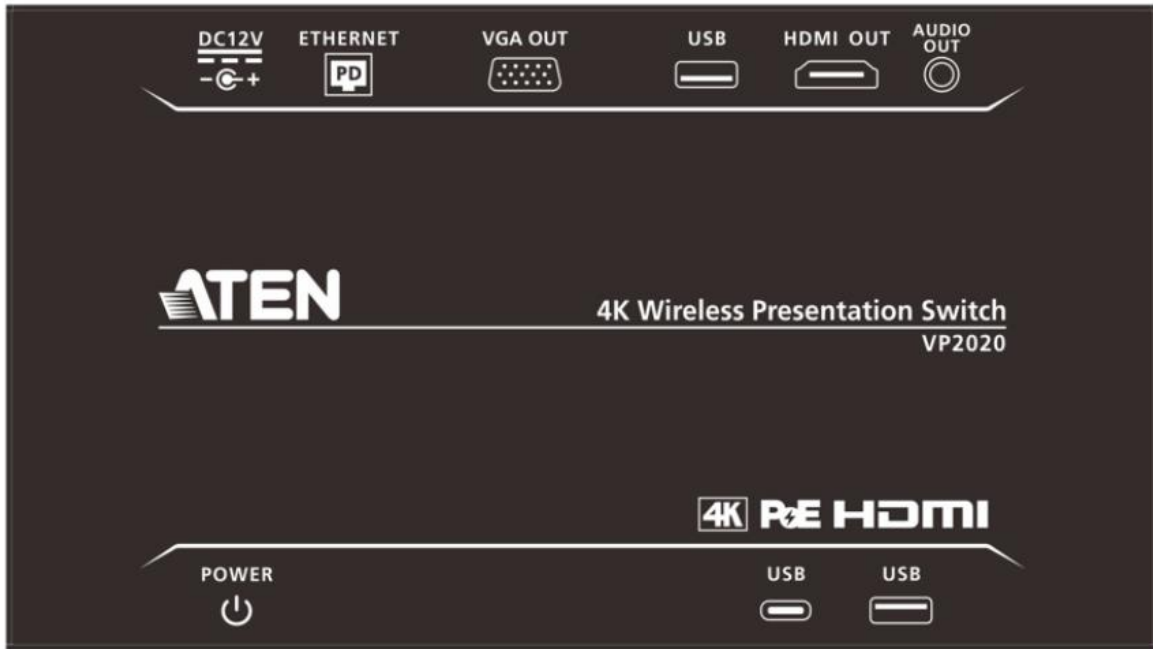 DC12V ETHERNET VGA OUT USB HDMI OUT AUDIO OUT
PD
ATEN
4K Wireless Presentation Switch
VP2020
4K PoE HDMI
POWER USB USB